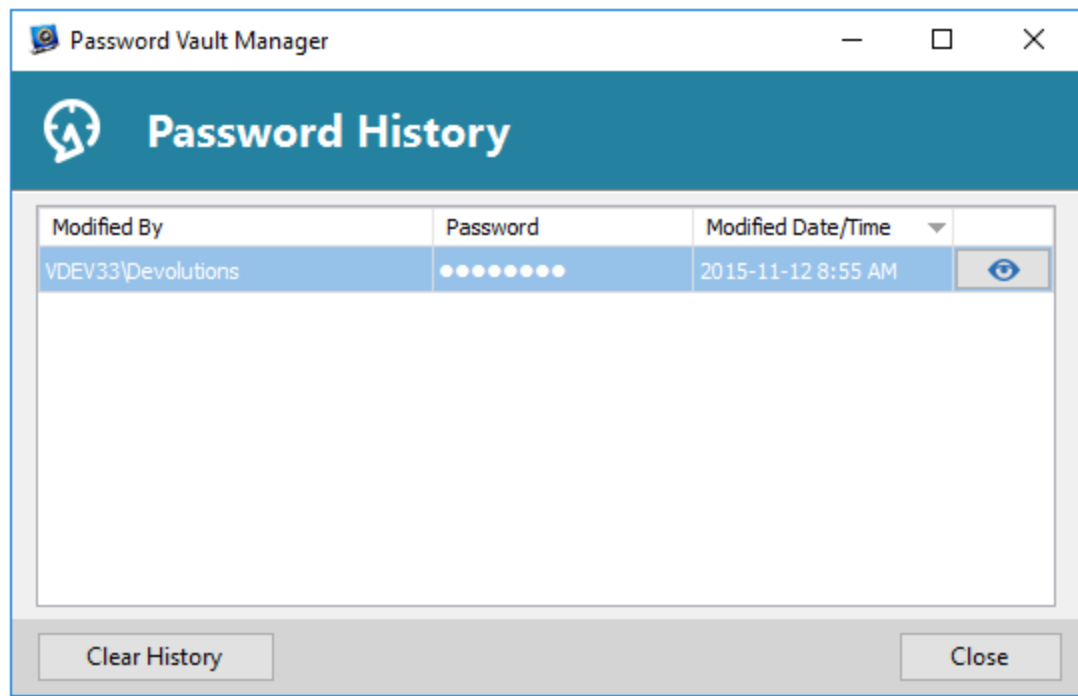 Password Vault Manager
Password History
Modified By Password Modified Date/Time
VDEV33\Devolutions ●●●●●●●● 2015-11-12 8:55 AM
Clear History Close